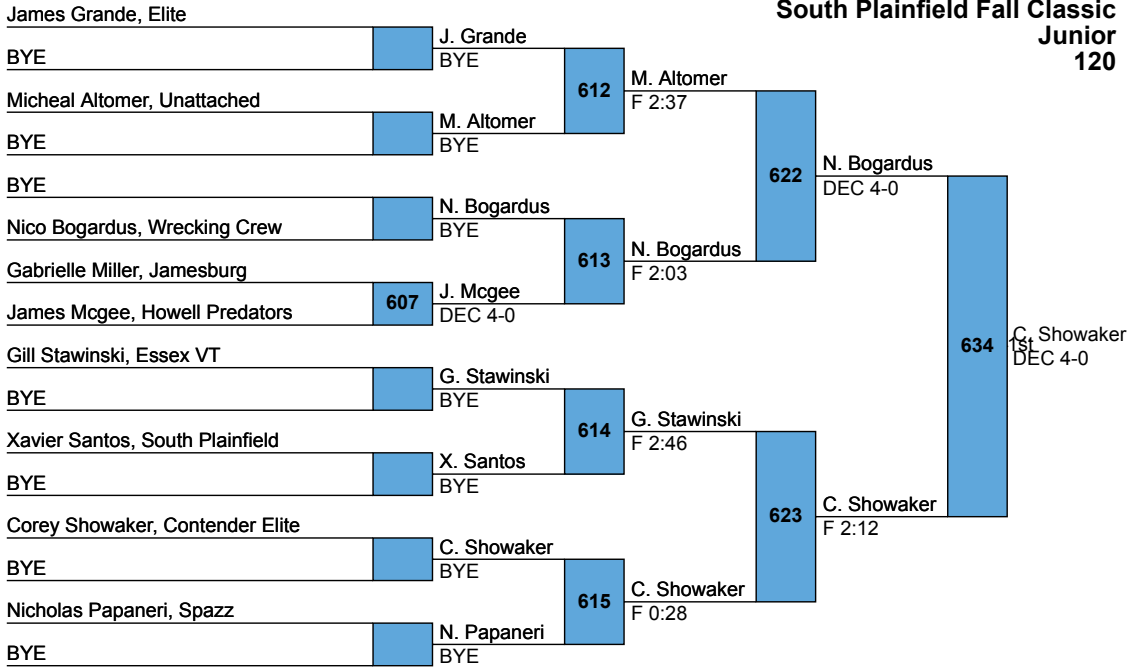 South Plainfield Fall Classic
Junior
120
James Grande, Elite
BYE
Micheal Altomer, Unattached
BYE
BYE
Nico Bogardus, Wrecking Crew
Gabrielle Miller, Jamesburg
James Mcgee, Howell Predators
Gill Stawinski, Essex VT
BYE
Xavier Santos, South Plainfield
BYE
Corey Showaker, Contender Elite
BYE
Nicholas Papaneri, Spazz
BYE
607
J. Grande
BYE
M. Altomer
BYE
N. Bogardus
BYE
J. Mcgee
DEC 4-0
G. Stawinski
BYE
X. Santos
BYE
C. Showaker
BYE
N. Papaneri
BYE
612
613
614
615
M. Altomer
F 2:37
N. Bogardus
F 2:03
G. Stawinski
F 2:46
C. Showaker
F 0:28
622
623
N. Bogardus
DEC 4-0
C. Showaker
F 2:12
634
C. Showaker
1st
DEC 4-0